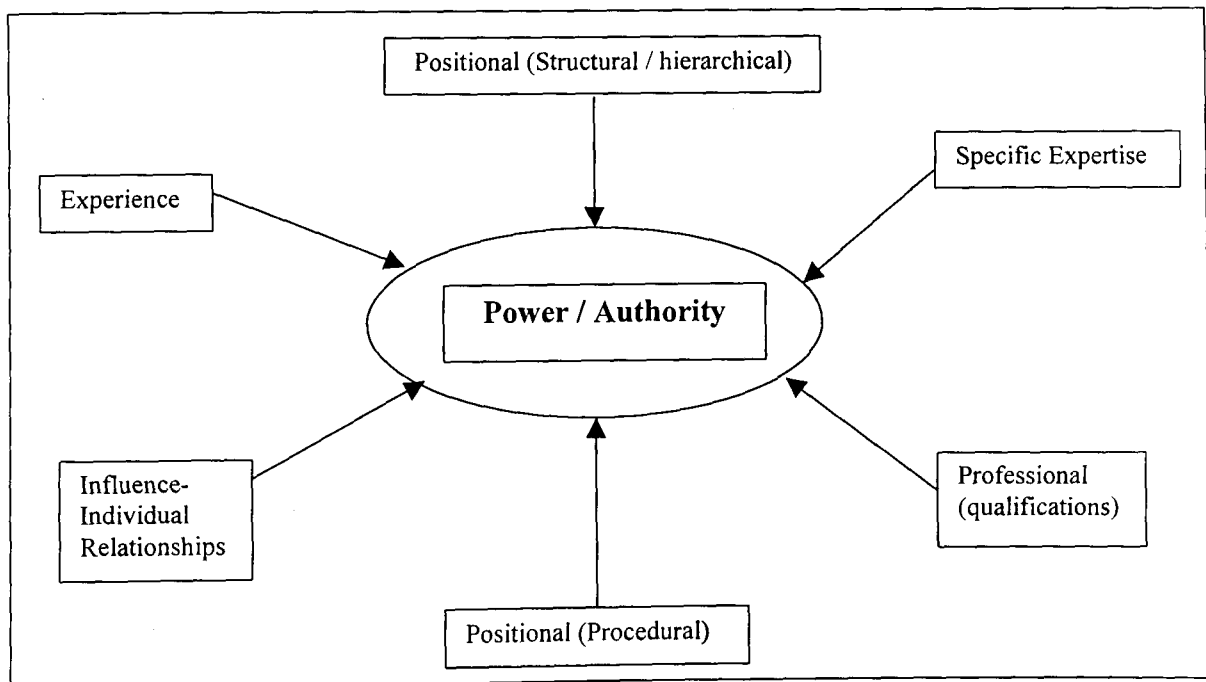 Positional (Structural / hierarchical)
Specific Expertise
Experience
Power / Authority
Influence-
Individual
Relationships
Professional
(qualifications)
Positional (Procedural)